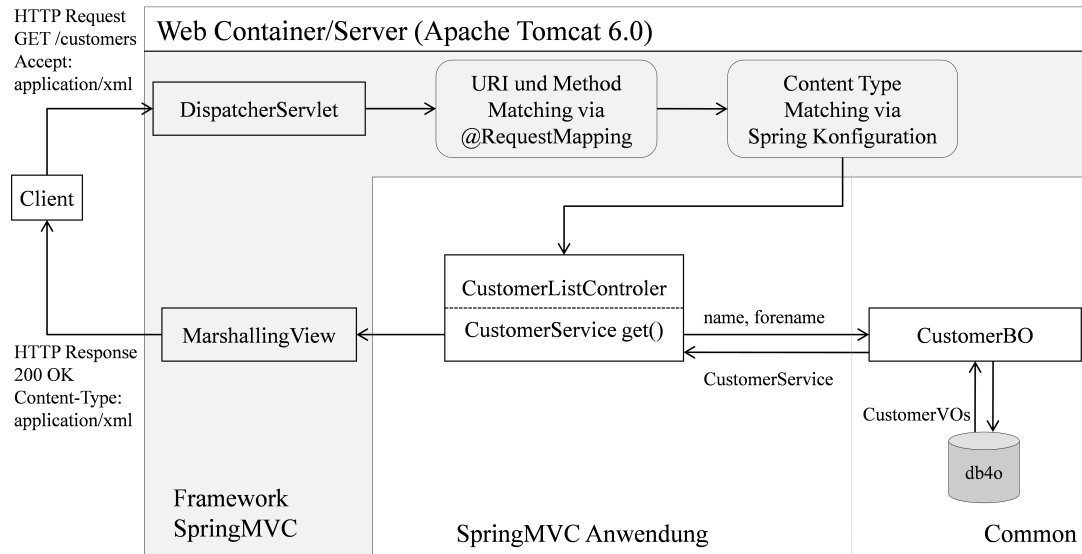 HTTP Request
GET /customers
Accept:
application/xml
Web Container/Server (Apache Tomcat 6.0)
DispatcherServlet
URI und Method
Matching via
@RequestMapping
Content Type
Matching via
Spring Konfiguration
Client
CustomerListControler
CustomerService get()
MarshallingView
name, forename
CustomerBO
CustomerService
HTTP Response
200 OK
Content-Type:
application/xml
CustomerVOs
db4o
Framework
SpringMVC
SpringMVC Anwendung
Common